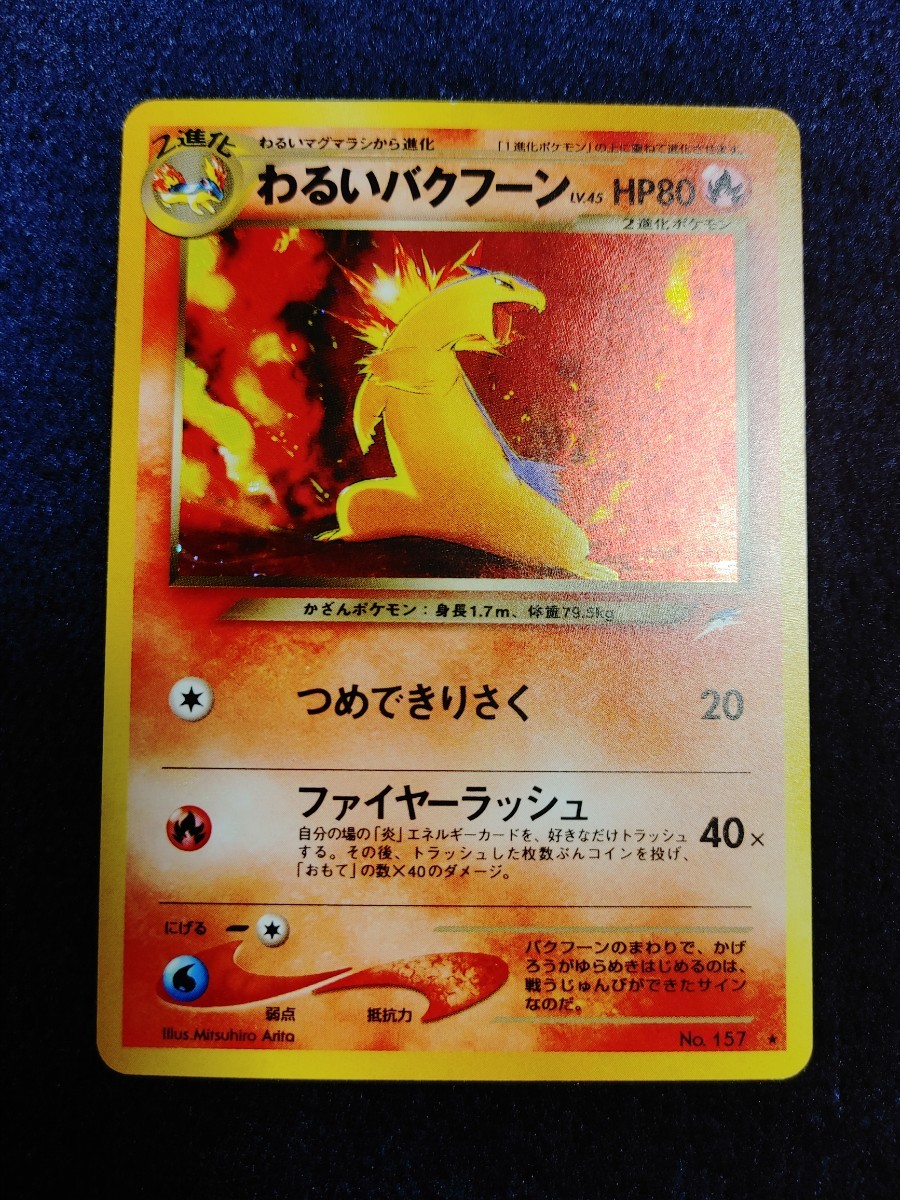 2進化
わるいマグマラシから進化
「1進化ポケモン」の上に重ねて進化させます
わるいバクフーン LV.45 HP80
2進化ポケモン
かざんポケモン：身長1.7m、体重79.5kg
つめできりさく 20
ファイヤーラッシュ
自分の場の「炎」エネルギーカードを、好きなだけトラッシュ
する。その後、トラッシュした枚数ぶんコインを投げ、
「おもて」の数×40のダメージ。
40×
にげる
弱点 抵抗力
Illus.Mitsuhiro Arita
バクフーンのまわりで、かげ
ろうがゆらめきはじめるのは、
戦うじゅんびができたサイン
なのだ。
No. 157 ★